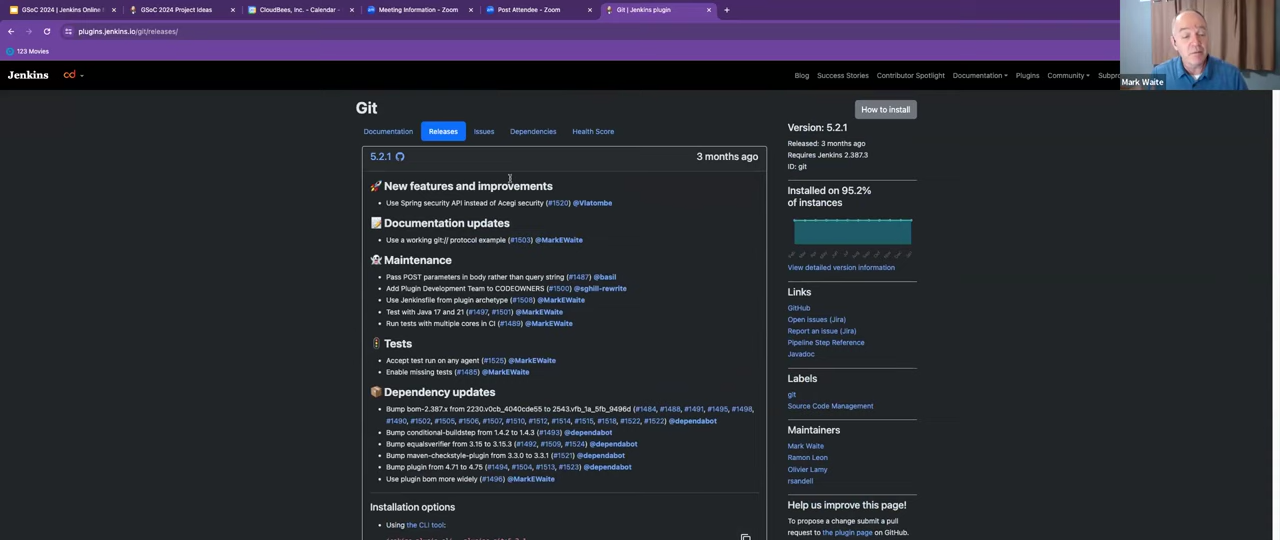 GSoC 2024 | Jenkins Online
GSoC 2024 Project Ideas
CloudBees, Inc. - Calendar -
Meeting Information - Zoom
Post Attendee - Zoom
Git | Jenkins plugin
plugins.jenkins.io/git/releases/
123 Movies
Jenkins
cd
Blog
Success Stories
Contributor Spotlight
Documentation
Plugins
Community
Subpro
Mark Waite
Git
How to install
Documentation
Releases
Issues
Dependencies
Health Score
5.2.1
3 months ago
New features and improvements
• Use Spring security API instead of Acegi security (#1520) @Vlatombe
Documentation updates
• Use a working git:// protocol example (#1503) @MarkEWaite
Maintenance
• Pass POST parameters in body rather than query string (#1487) @basil
• Add Plugin Development Team to CODEOWNERS (#1500) @sghill-rewrite
• Use Jenkinsfile from plugin archetype (#1508) @MarkEWaite
• Test with Java 17 and 21 (#1497, #1501) @MarkEWaite
• Run tests with multiple cores in CI (#1489) @MarkEWaite
Tests
• Accept test run on any agent (#1525) @MarkEWaite
• Enable missing tests (#1485) @MarkEWaite
Dependency updates
• Bump bom-2.387.x from 2230.v0cb_4040cde55 to 2543.vfb_1a_5fb_9496d (#1484, #1488, #1491, #1495, #1498,
#1490, #1502, #1505, #1506, #1507, #1510, #1512, #1514, #1515, #1518, #1522, #1522) @dependabot
• Bump conditional-buildstep from 1.4.2 to 1.4.3 (#1493) @dependabot
• Bump equalsverifier from 3.15 to 3.15.3 (#1492, #1509, #1524) @dependabot
• Bump maven-checkstyle-plugin from 3.3.0 to 3.3.1 (#1521) @dependabot
• Bump plugin from 4.71 to 4.75 (#1494, #1504, #1513, #1523) @dependabot
• Use plugin bom more widely (#1496) @MarkEWaite
Installation options
• Using the CLI tool:
Version: 5.2.1
Released: 3 months ago
Requires Jenkins 2.387.3
ID: git
Installed on 95.2%
of instances
View detailed version information
Links
GitHub
Open issues (Jira)
Report an issue (Jira)
Pipeline Step Reference
Javadoc
Labels
git
Source Code Management
Maintainers
Mark Waite
Ramon Leon
Olivier Lamy
rsandell
Help us improve this page!
To propose a change submit a pull
request to the plugin page on GitHub.